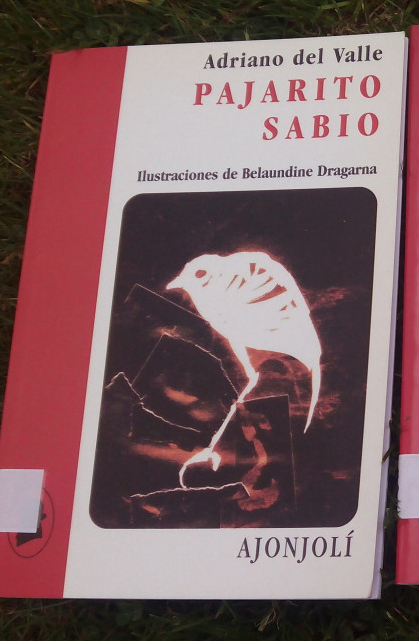 Adriano del Valle
PAJARITO
SABIO
Ilustraciones de Belaundine Dragarna
AJONJOLÍ